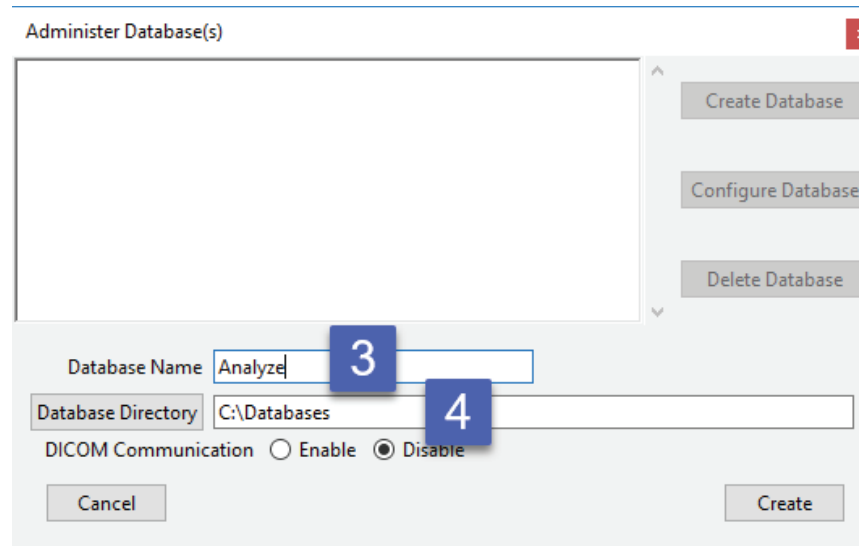 Administer Database(s)
Create Database
Configure Database
Delete Database
Database Name Analyze 3
Database Directory C:\Databases 4
DICOM Communication Enable Disable
Cancel Create